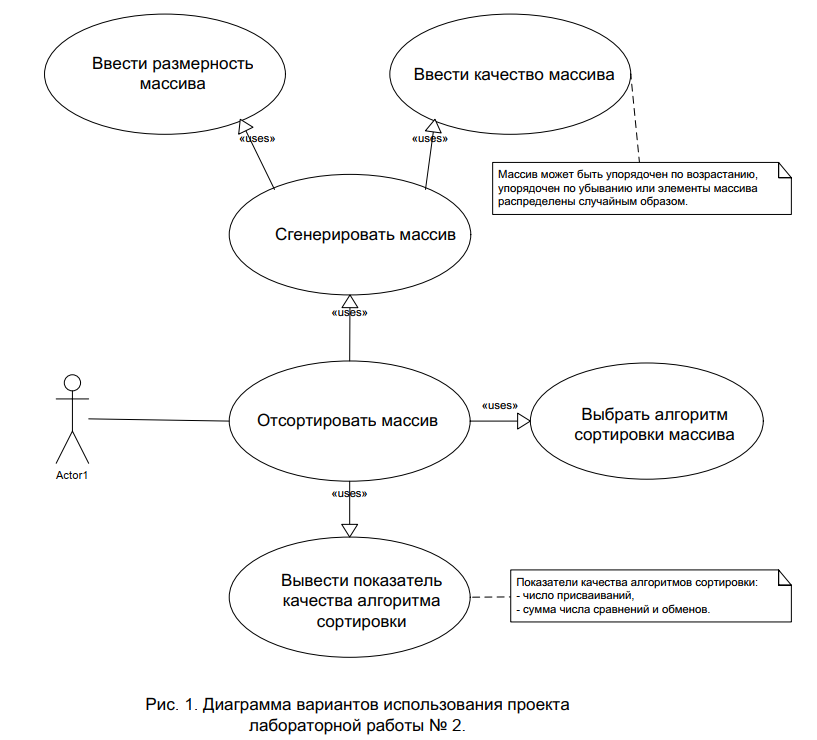 Ввести размерность
массива
Ввести качество массива
«uses»
«uses»
Массив может быть упорядочен по возрастанию,
упорядочен по убыванию или элементы массива
распределены случайным образом.
Сгенерировать массив
«uses»
Actor1
Отсортировать массив
«uses»
Выбрать алгоритм
сортировки массива
«uses»
Вывести показатель
качества алгоритма
сортировки
Показатели качества алгоритмов сортировки:
- число присваиваний,
- сумма числа сравнений и обменов.
Рис. 1. Диаграмма вариантов использования проекта
лабораторной работы № 2.